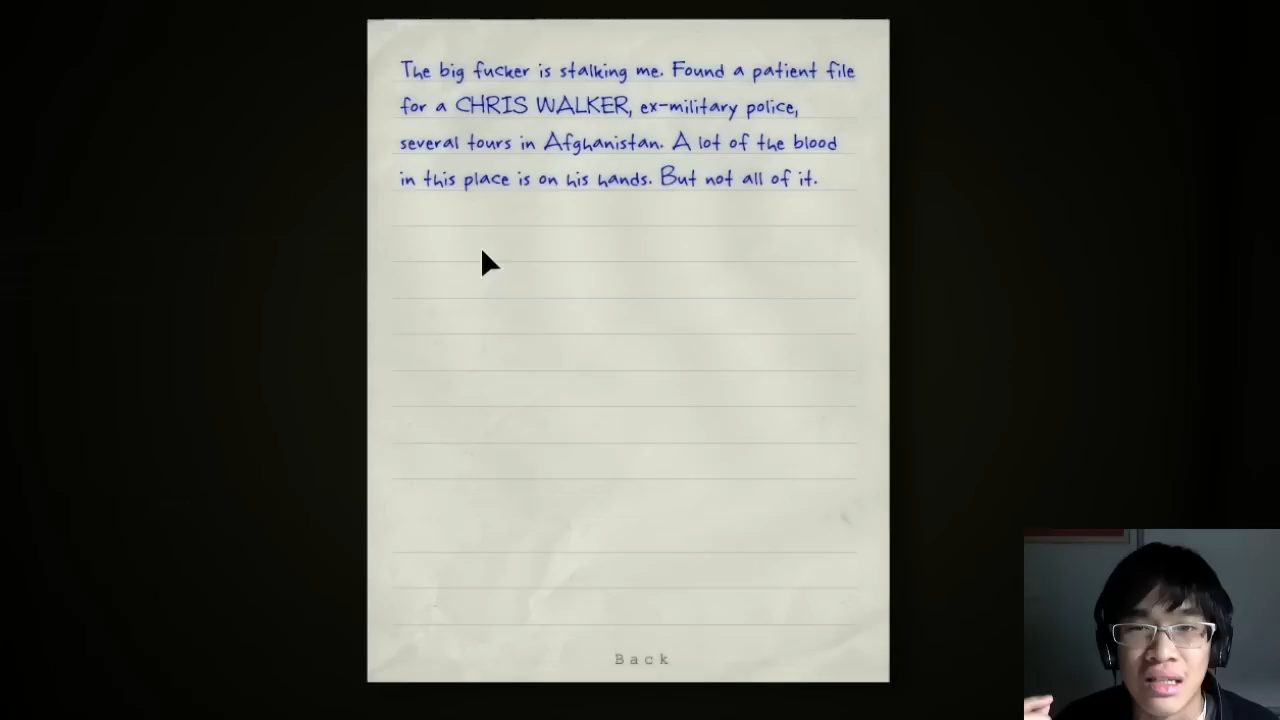 The big fucker is stalking me. Found a patient file
for a CHRIS WALKER, ex-military police,
several tours in Afghanistan. A lot of the blood
in this place is on his hands. But not all of it.
Back